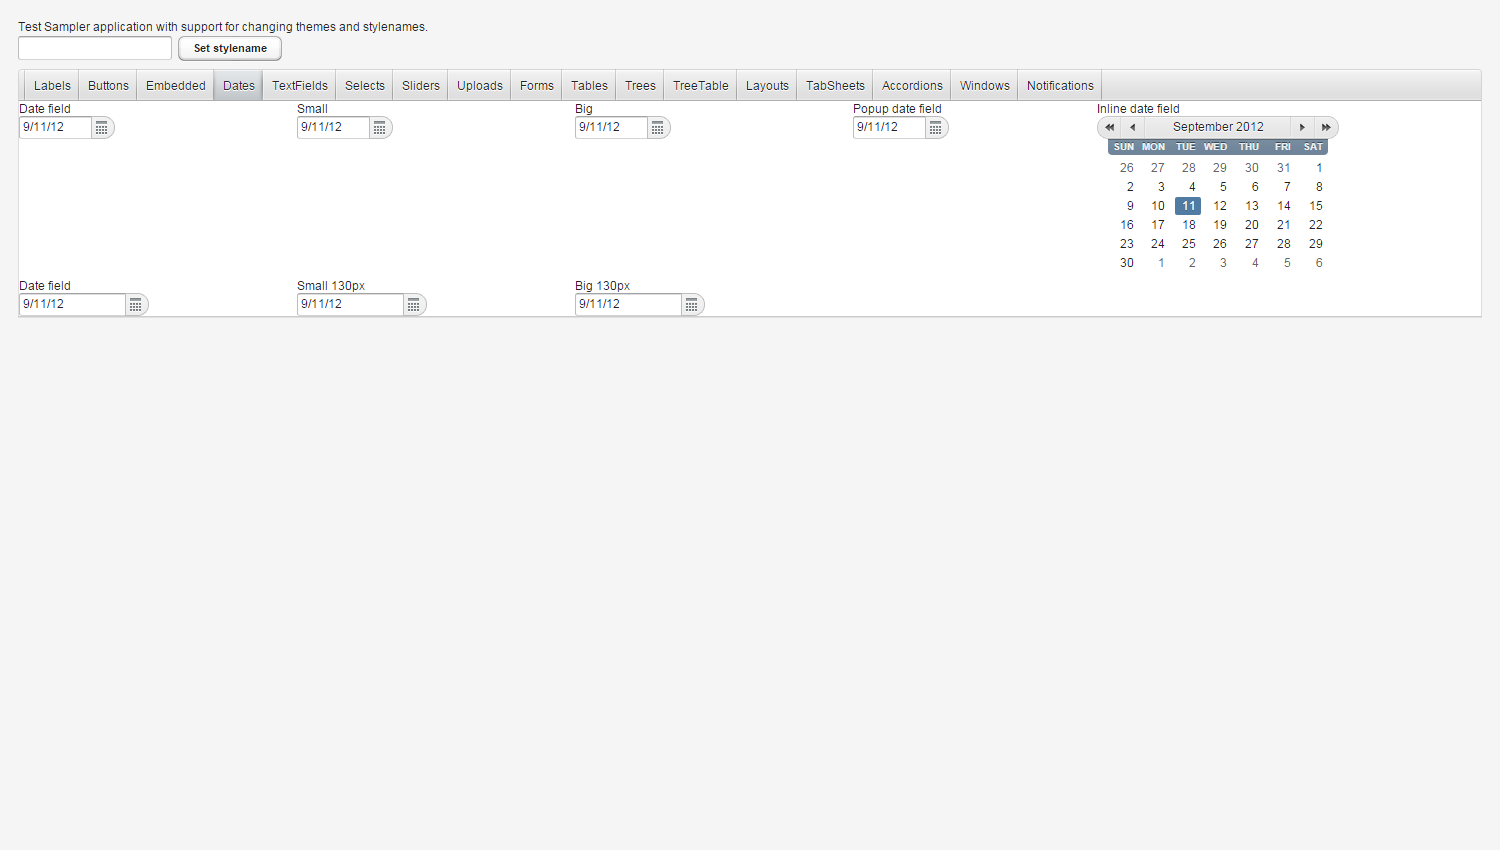 Test Sampler application with support for changing themes and stylenames.
Set stylename
Labels Buttons Embedded Dates TextFields Selects Sliders Uploads Forms Tables Trees TreeTable Layouts TabSheets Accordions Windows Notifications
Date field Small Big Popup date field Inline date field
9/11/12 9/11/12 9/11/12 9/11/12 September 2012
SUN MON TUE WED THU FRI SAT
26 27 28 29 30 31 1
2 3 4 5 6 7 8
9 10 11 12 13 14 15
16 17 18 19 20 21 22
23 24 25 26 27 28 29
30 1 2 3 4 5 6
Date field Small 130px Big 130px
9/11/12 9/11/12 9/11/12